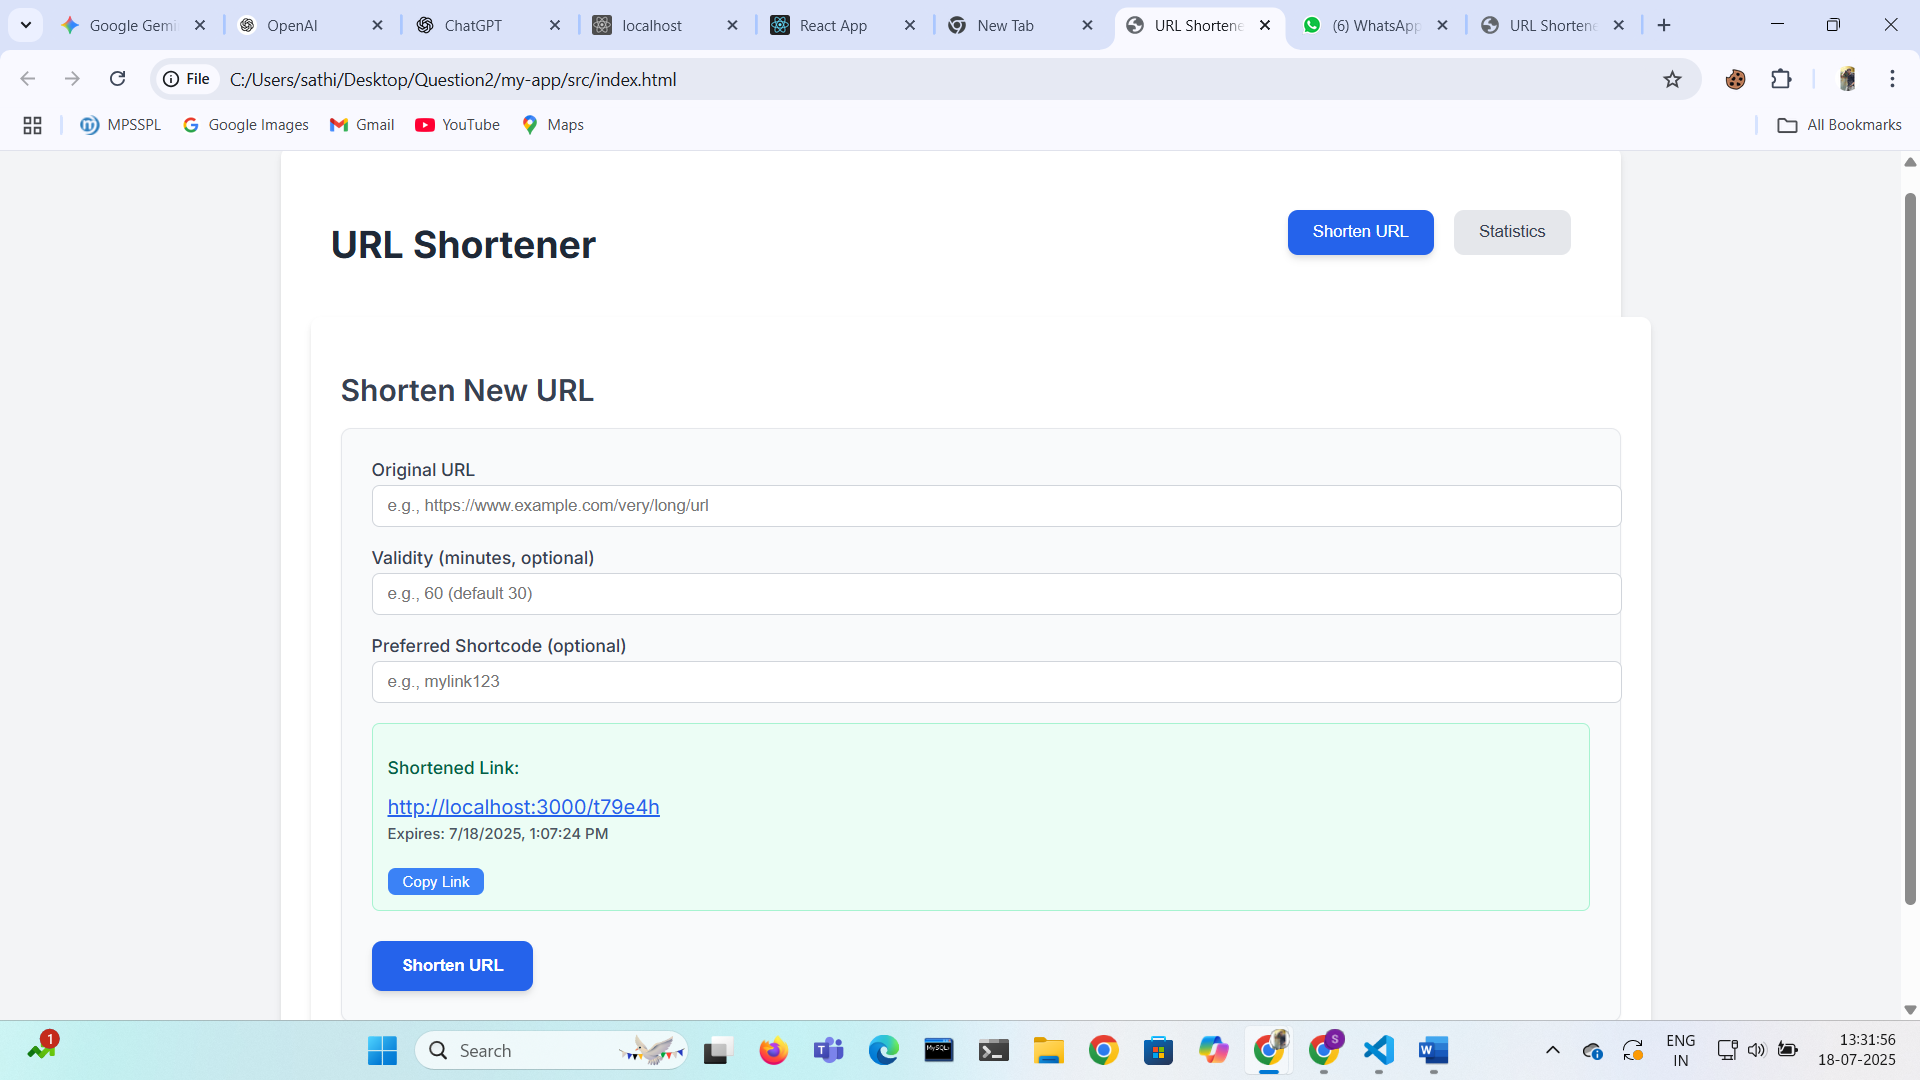 Google Gemi
OpenAI
ChatGPT
localhost
React App
New Tab
URL Shortene
(6) WhatsApp
URL Shortene
File
C:/Users/sathi/Desktop/Question2/my-app/src/index.html
MPSSPL
Google Images
Gmail
YouTube
Maps
All Bookmarks
URL Shortener
Shorten URL
Statistics
Shorten New URL
Original URL
e.g., https://www.example.com/very/long/url
Validity (minutes, optional)
e.g., 60 (default 30)
Preferred Shortcode (optional)
e.g., mylink123
Shortened Link:
http://localhost:3000/t79e4h
Expires: 7/18/2025, 1:07:24 PM
Copy Link
Shorten URL
1
Search
MySQL
S
W
ENG
IN
13:31:56
18-07-2025